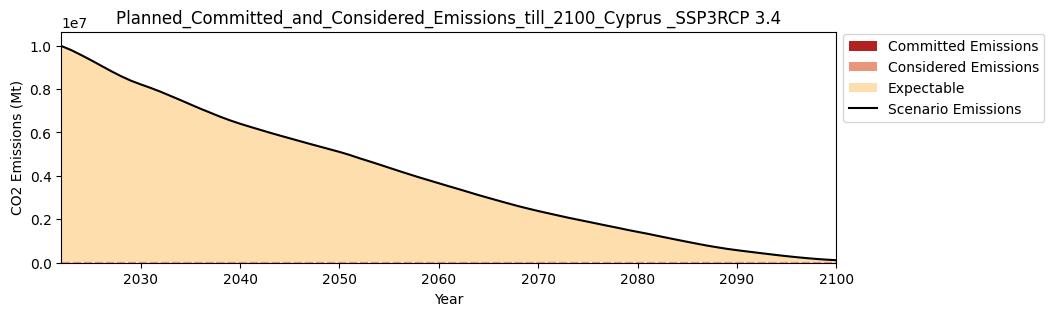 Planned_Committed_and_Considered_Emissions_till_2100_Cyprus _SSP3RCP 3.4
1e7
1.0
0.8
0.6
0.4
0.2
0.0
CO2 Emissions (Mt)
2030 2040 2050 2060 2070 2080 2090 2100
Year
Committed Emissions
Considered Emissions
Expectable
Scenario Emissions